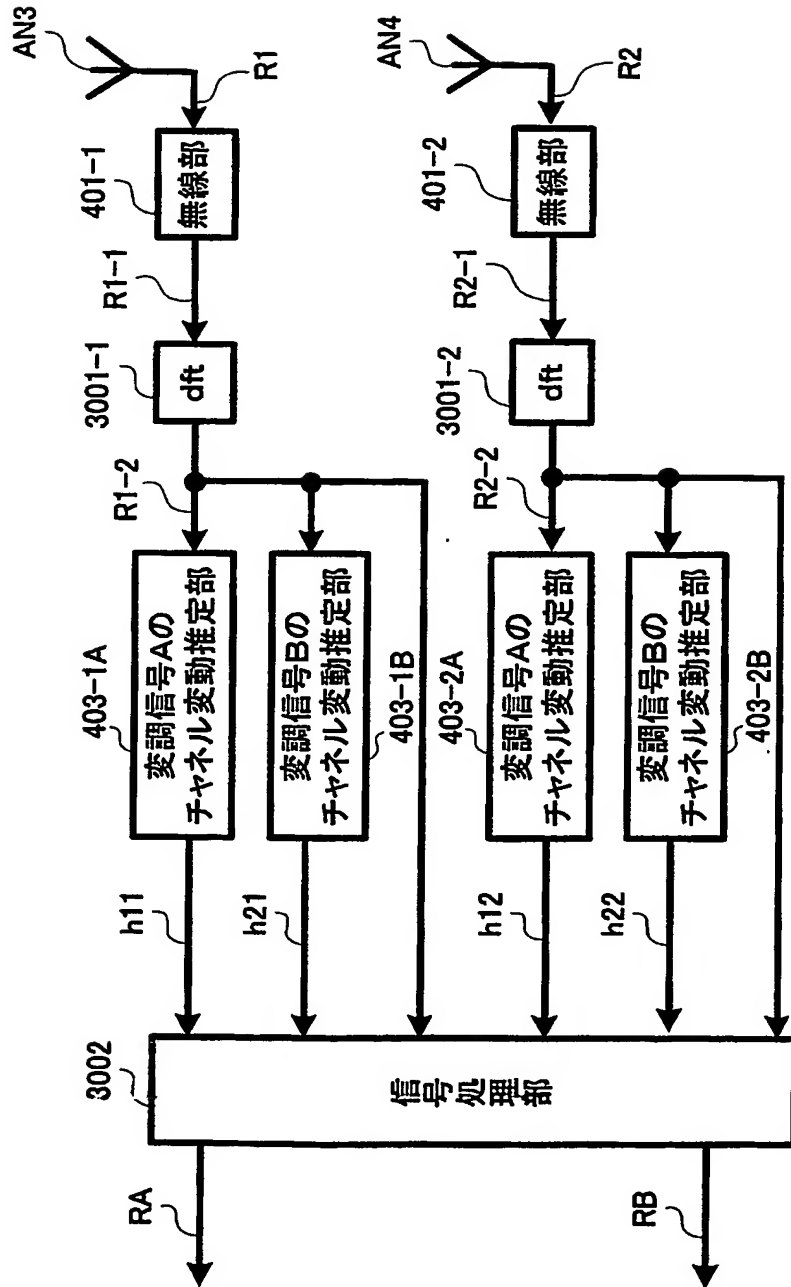 AN3
R1
401-1
無線部
R1-1
3001-1
dft
R1-2
403-1A
変調信号Aの
チャネル変動推定部
h11
変調信号Bの
チャネル変動推定部
403-1B
h21
AN4
R2
401-2
無線部
R2-1
3001-2
dft
R2-2
403-2A
変調信号Aの
チャネル変動推定部
h12
変調信号Bの
チャネル変動推定部
403-2B
h22
3002
信号処理部
RA
RB